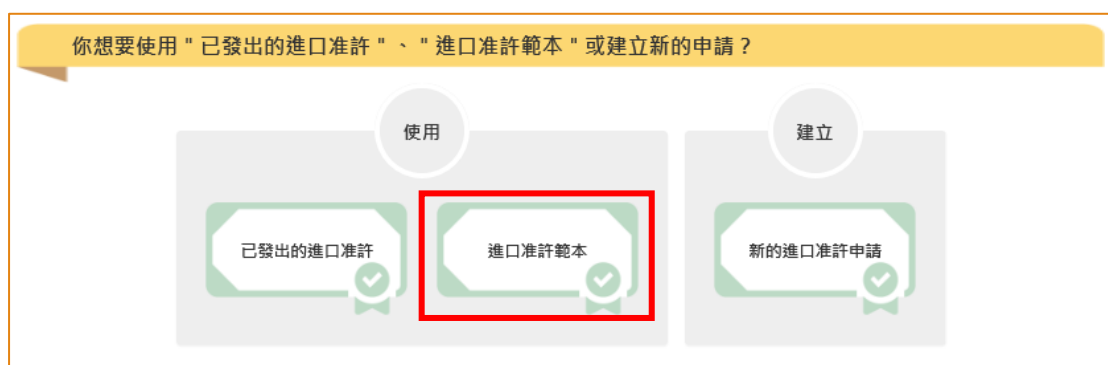 你想要使用 " 已發出的進口准許 " 、 " 進口准許範本 " 或建立新的申請？
使用
建立
已發出的進口准許
進口准許範本
新的進口准許申請